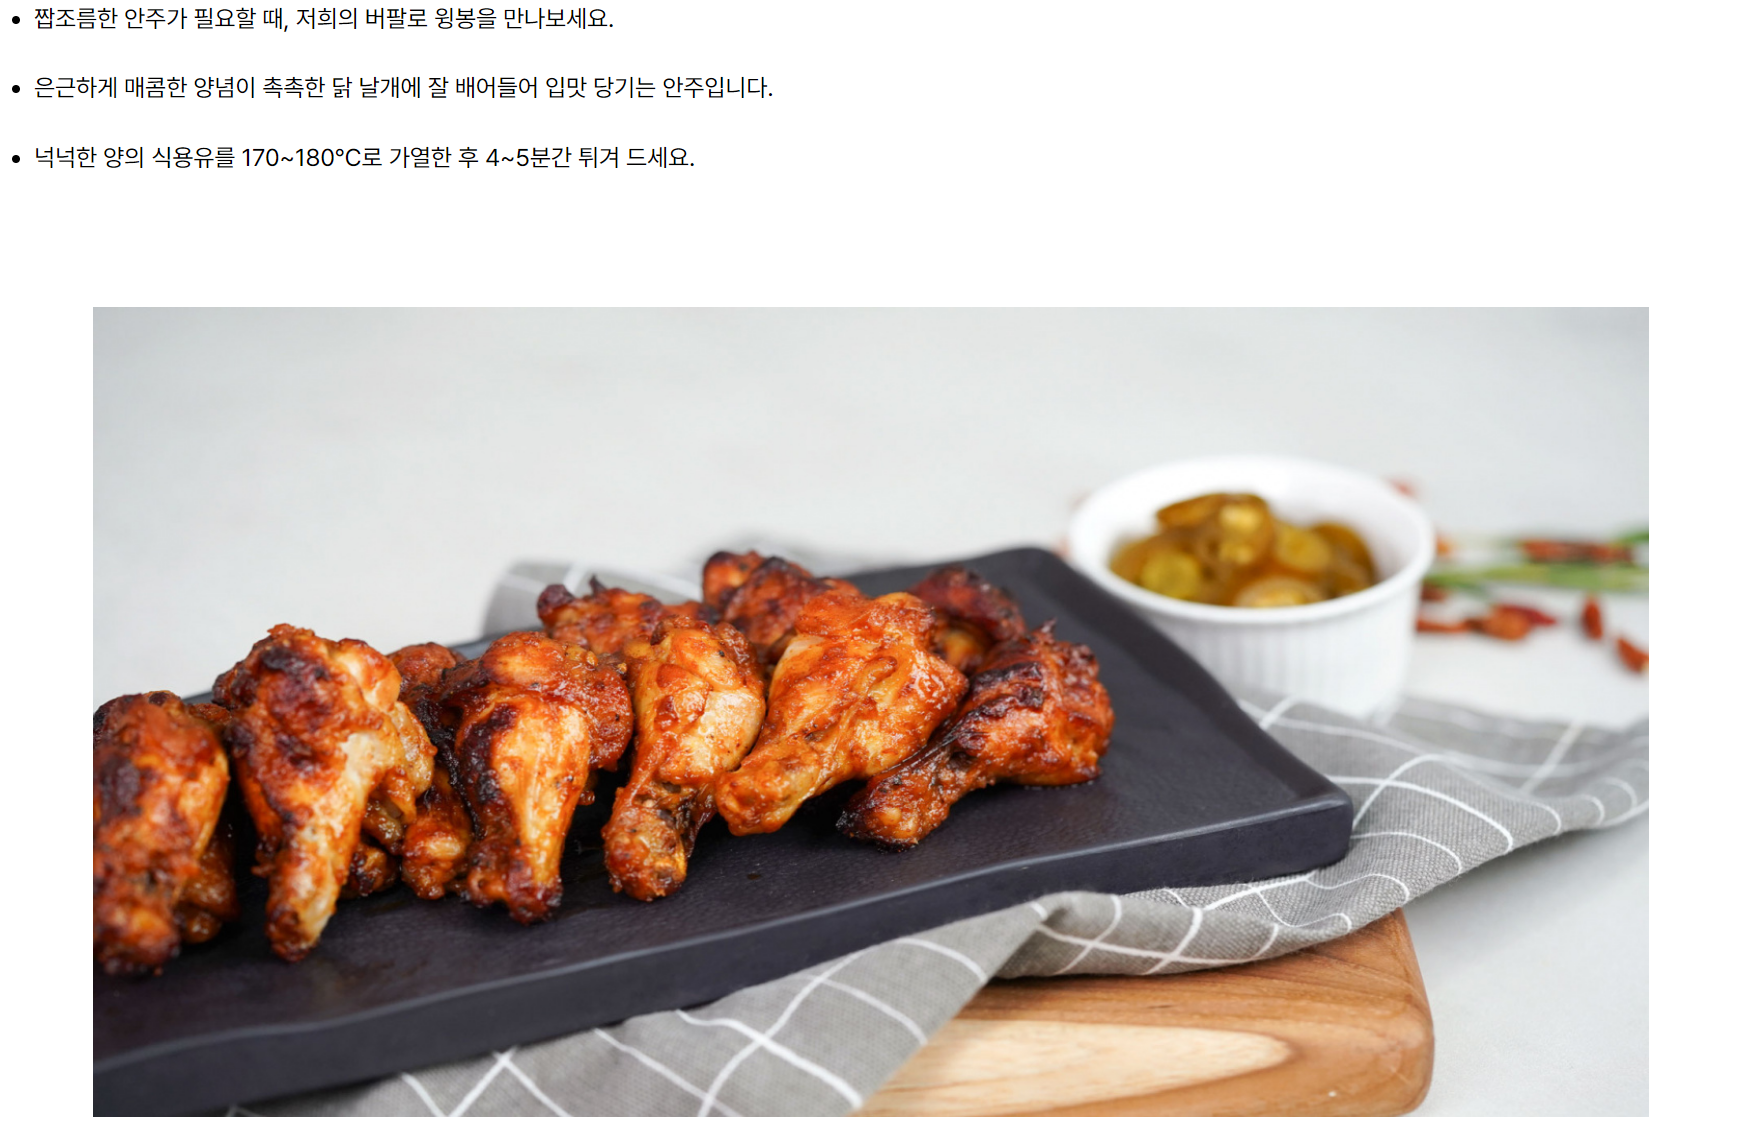 짭조름한 안주가 필요할 때, 저희의 버팔로 윙봉을 만나보세요.
은근하게 매콤한 양념이 촉촉한 닭 날개에 잘 배어들어 입맛 당기는 안주입니다.
넉넉한 양의 식용유를 170~180°C로 가열한 후 4~5분간 튀겨 드세요.